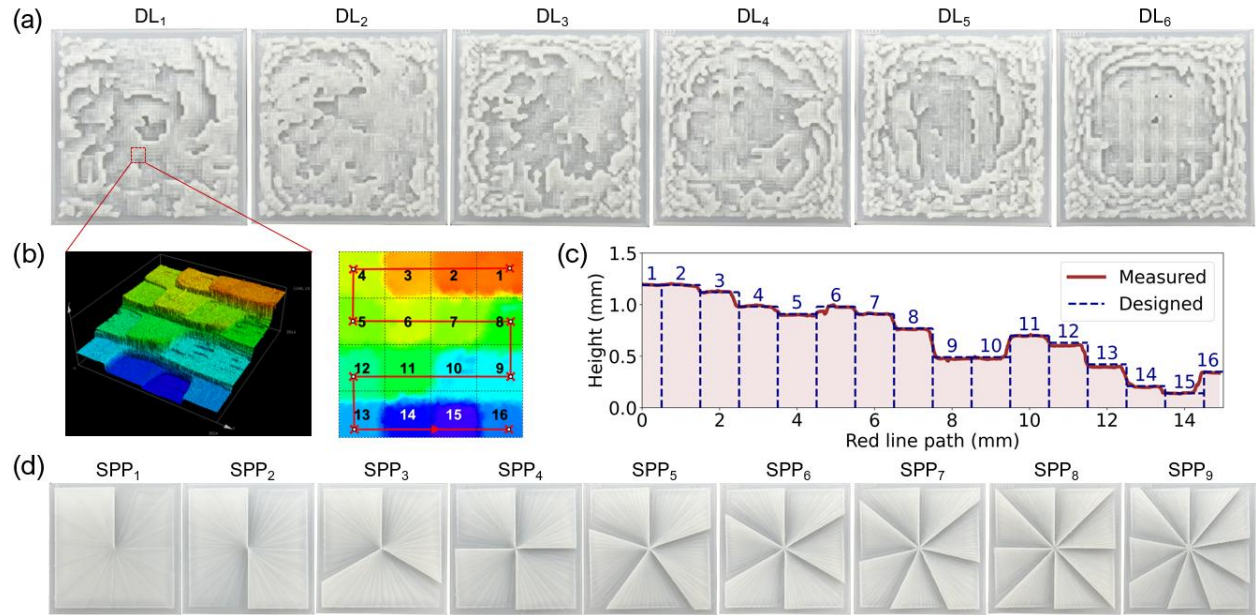 (a)
DL₁ DL₂ DL₃ DL₄ DL₅ DL₆
(b)
4 3 2 1
5 6 7 8
12 11 10 9
13 14 15 16
(c)
Height (mm)
1.5
1.0
0.5
0.0
1 2 3 4 5 6 7 8 9 10 11 12 13 14 15 16
Measured
Designed
0 2 4 6 8 10 12 14
Red line path (mm)
(d)
SPP₁ SPP₂ SPP₃ SPP₄ SPP₅ SPP₆ SPP₇ SPP₈ SPP₉